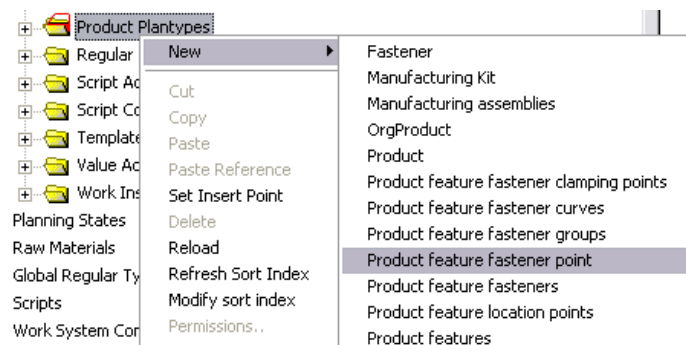 Product Plantypes
Regular
Script Ad
Script Co
Template
Value Ac
Work Ins
Planning States
Raw Materials
Global Regular Ty
Scripts
Work System Con
New
Cut
Copy
Paste
Paste Reference
Set Insert Point
Delete
Reload
Refresh Sort Index
Modify sort index
Permissions..
Fastener
Manufacturing Kit
Manufacturing assemblies
OrgProduct
Product
Product feature fastener clamping points
Product feature fastener curves
Product feature fastener groups
Product feature fastener point
Product feature fasteners
Product feature location points
Product features